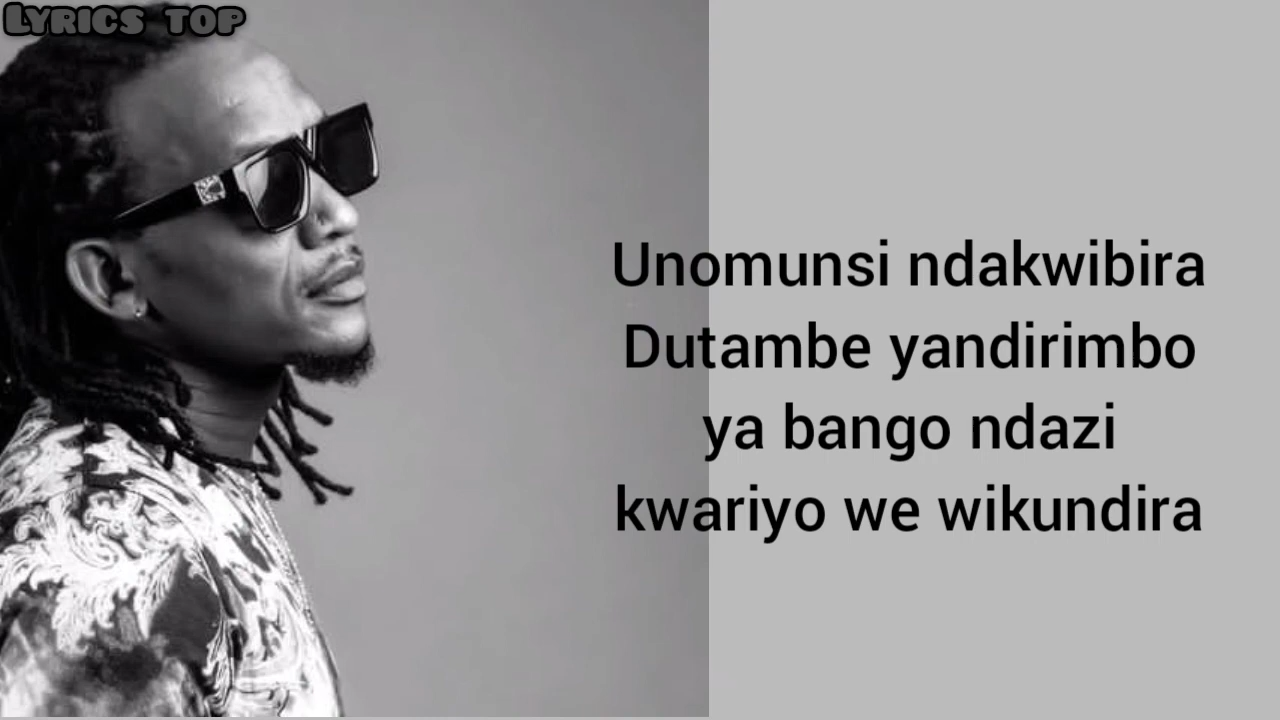 LYRICS TOP
Unomunsi ndakwibira
Dutambe yandirimbo
ya bango ndazi
kwariyo we wikundira